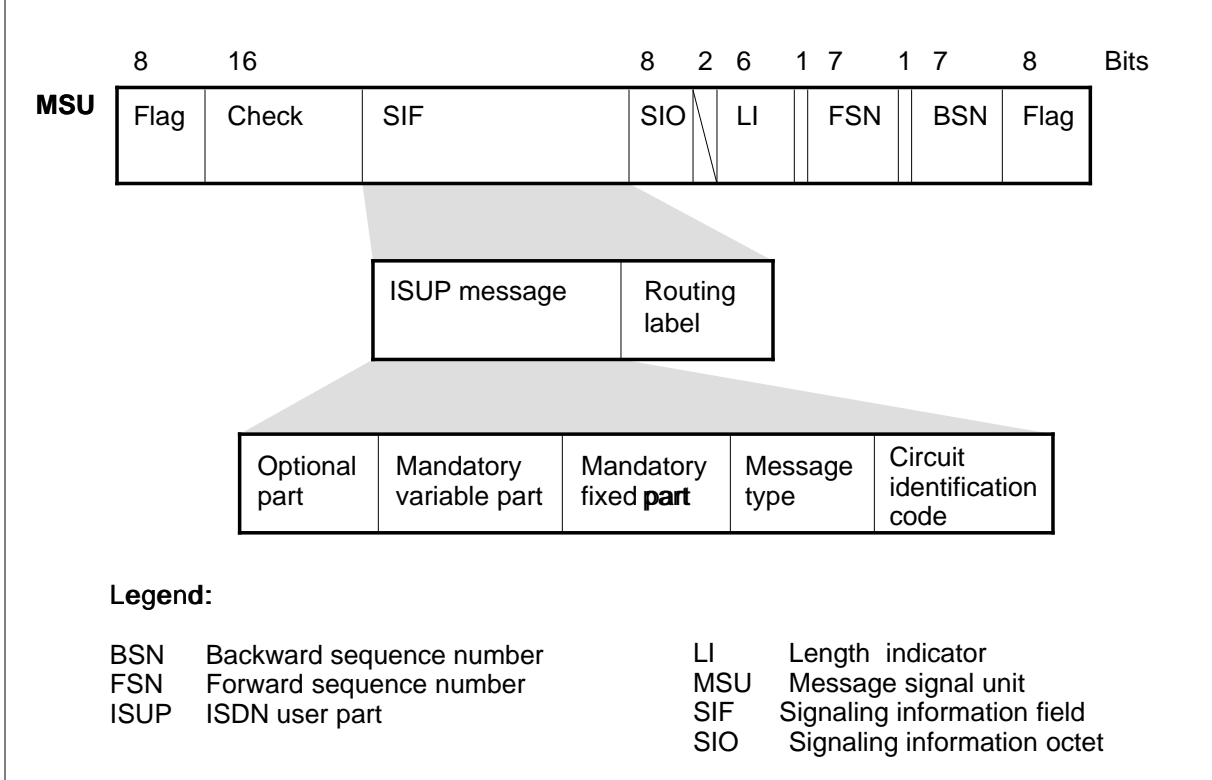 8 16 8 2 6 1 7 1 7 8 Bits
MSU Flag Check SIF SIO LI FSN BSN Flag
ISUP message Routing
label
Optional
part
Mandatory
variable part
Mandatory
fixed part
Message
type
Circuit
identification
code
Legend:
BSN Backward sequence number
FSN Forward sequence number
ISUP ISDN user part
LI Length indicator
MSU Message signal unit
SIF Signaling information field
SIO Signaling information octet